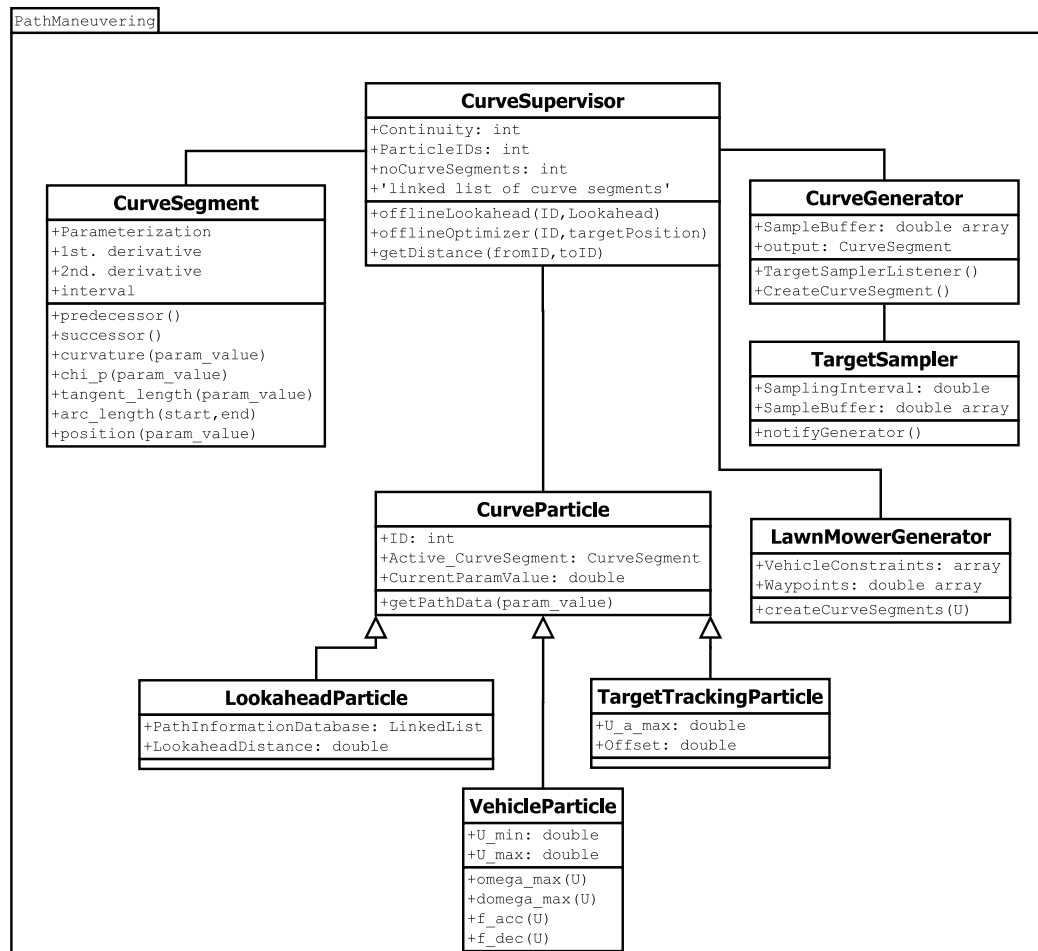 PathManeuvering
CurveSupervisor
+Continuity: int
+ParticleIDs: int
+noCurveSegments: int
+'linked list of curve segments'
+offlineLookahead(ID,Lookahead)
+offlineOptimizer(ID,targetPosition)
+getDistance(fromID,toID)
CurveSegment
+Parameterization
+1st. derivative
+2nd. derivative
+interval
+predecessor()
+successor()
+curvature(param_value)
+chi_p(param_value)
+tangent_length(param_value)
+arc_length(start,end)
+position(param_value)
CurveGenerator
+SampleBuffer: double array
+output: CurveSegment
+TargetSamplerListener()
+CreateCurveSegment()
TargetSampler
+SamplingInterval: double
+SampleBuffer: double array
+notifyGenerator()
CurveParticle
+ID: int
+Active_CurveSegment: CurveSegment
+CurrentParamValue: double
+getPathData(param_value)
LawnMowerGenerator
+VehicleConstraints: array
+Waypoints: double array
+createCurveSegments(U)
LookaheadParticle
+PathInformationDatabase: LinkedList
+LookaheadDistance: double
TargetTrackingParticle
+U_a_max: double
+Offset: double
VehicleParticle
+U_min: double
+U_max: double
+omega_max(U)
+domega_max(U)
+f_acc(U)
+f_dec(U)